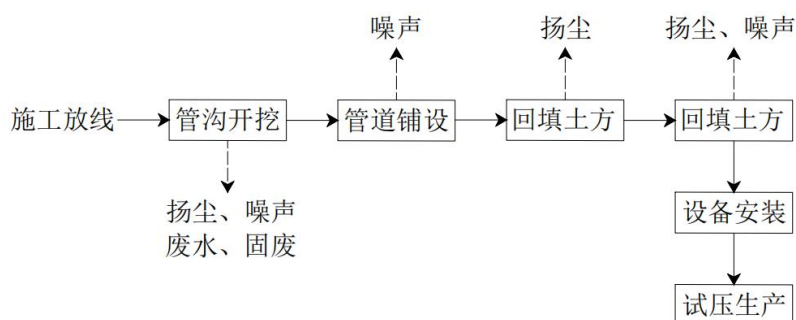 噪声
扬尘
扬尘、噪声
施工放线
管沟开挖
管道铺设
回填土方
回填土方
扬尘、噪声
废水、固废
设备安装
试压生产